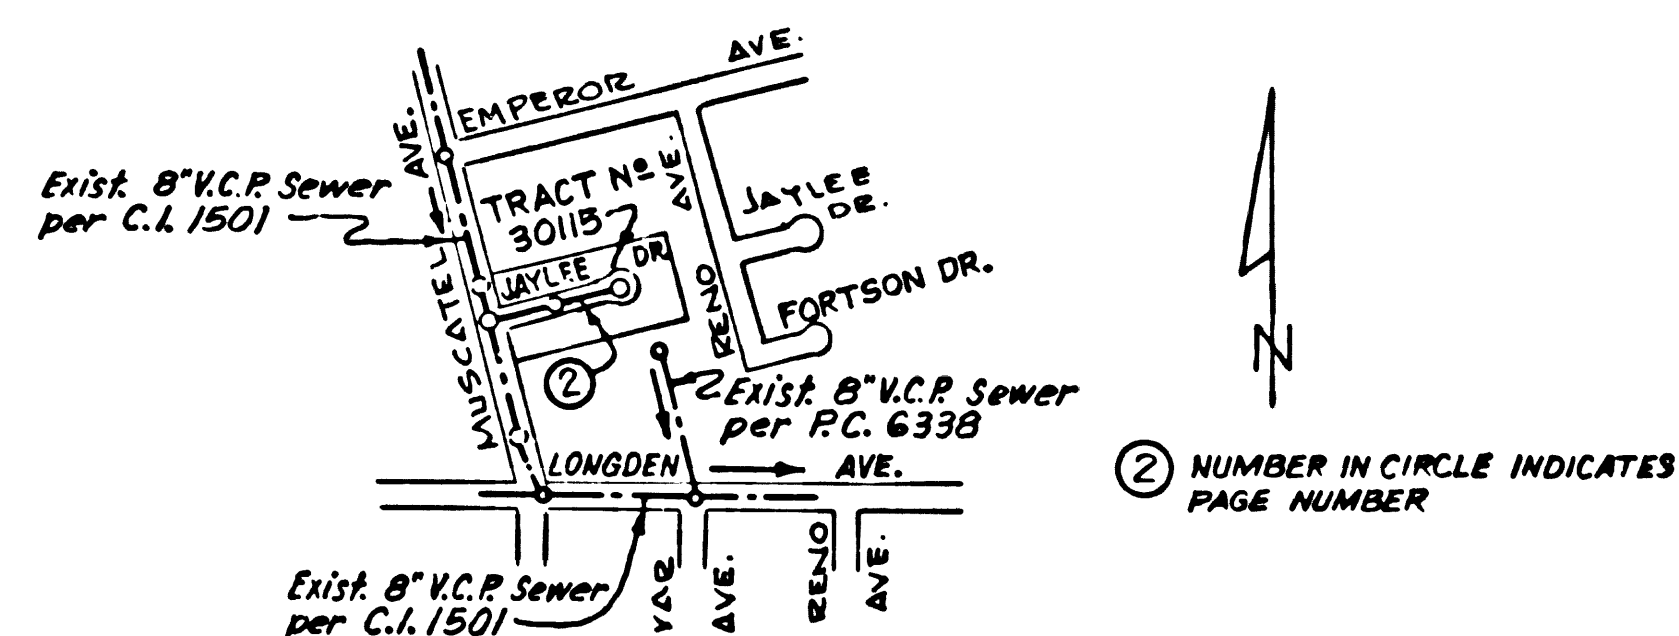 EMPEROR AVE.
MUSCATEL AVE.
Exist. 8" V.C.P. Sewer
per C.I. 1501
TRACT Nº
30115
JAYLEE DR.
RENO AVE.
JAYLEE
DR.
FORTSON DR.
2
Exist. 8" V.C.P. Sewer
per P.C. 6338
LONGDEN AVE.
Exist. 8" V.C.P. Sewer
per C.I. 1501
YAR AVE.
RENO AVE.
N
2 NUMBER IN CIRCLE INDICATES
PAGE NUMBER